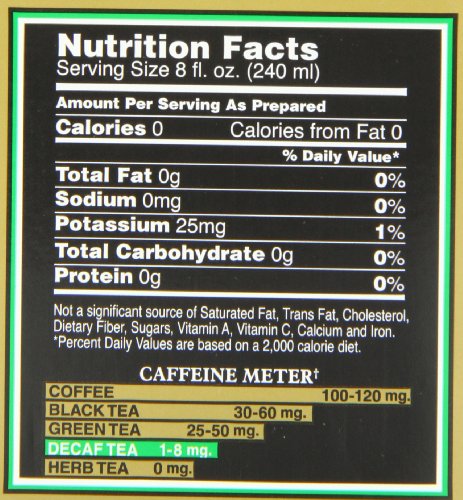 Nutrition Facts
Serving Size 8 fl. oz. (240 ml)
Amount Per Serving As Prepared
Calories 0 Calories from Fat 0
% Daily Value*
Total Fat 0g 0%
Sodium 0mg 0%
Potassium 25mg 1%
Total Carbohydrate 0g 0%
Protein 0g 0%
Not a significant source of Saturated Fat, Trans Fat, Cholesterol,
Dietary Fiber, Sugars, Vitamin A, Vitamin C, Calcium and Iron.
*Percent Daily Values are based on a 2,000 calorie diet.
CAFFEINE METER†
COFFEE 100-120 mg.
BLACK TEA 30-60 mg.
GREEN TEA 25-50 mg.
DECAF TEA 1-8 mg.
HERB TEA 0 mg.